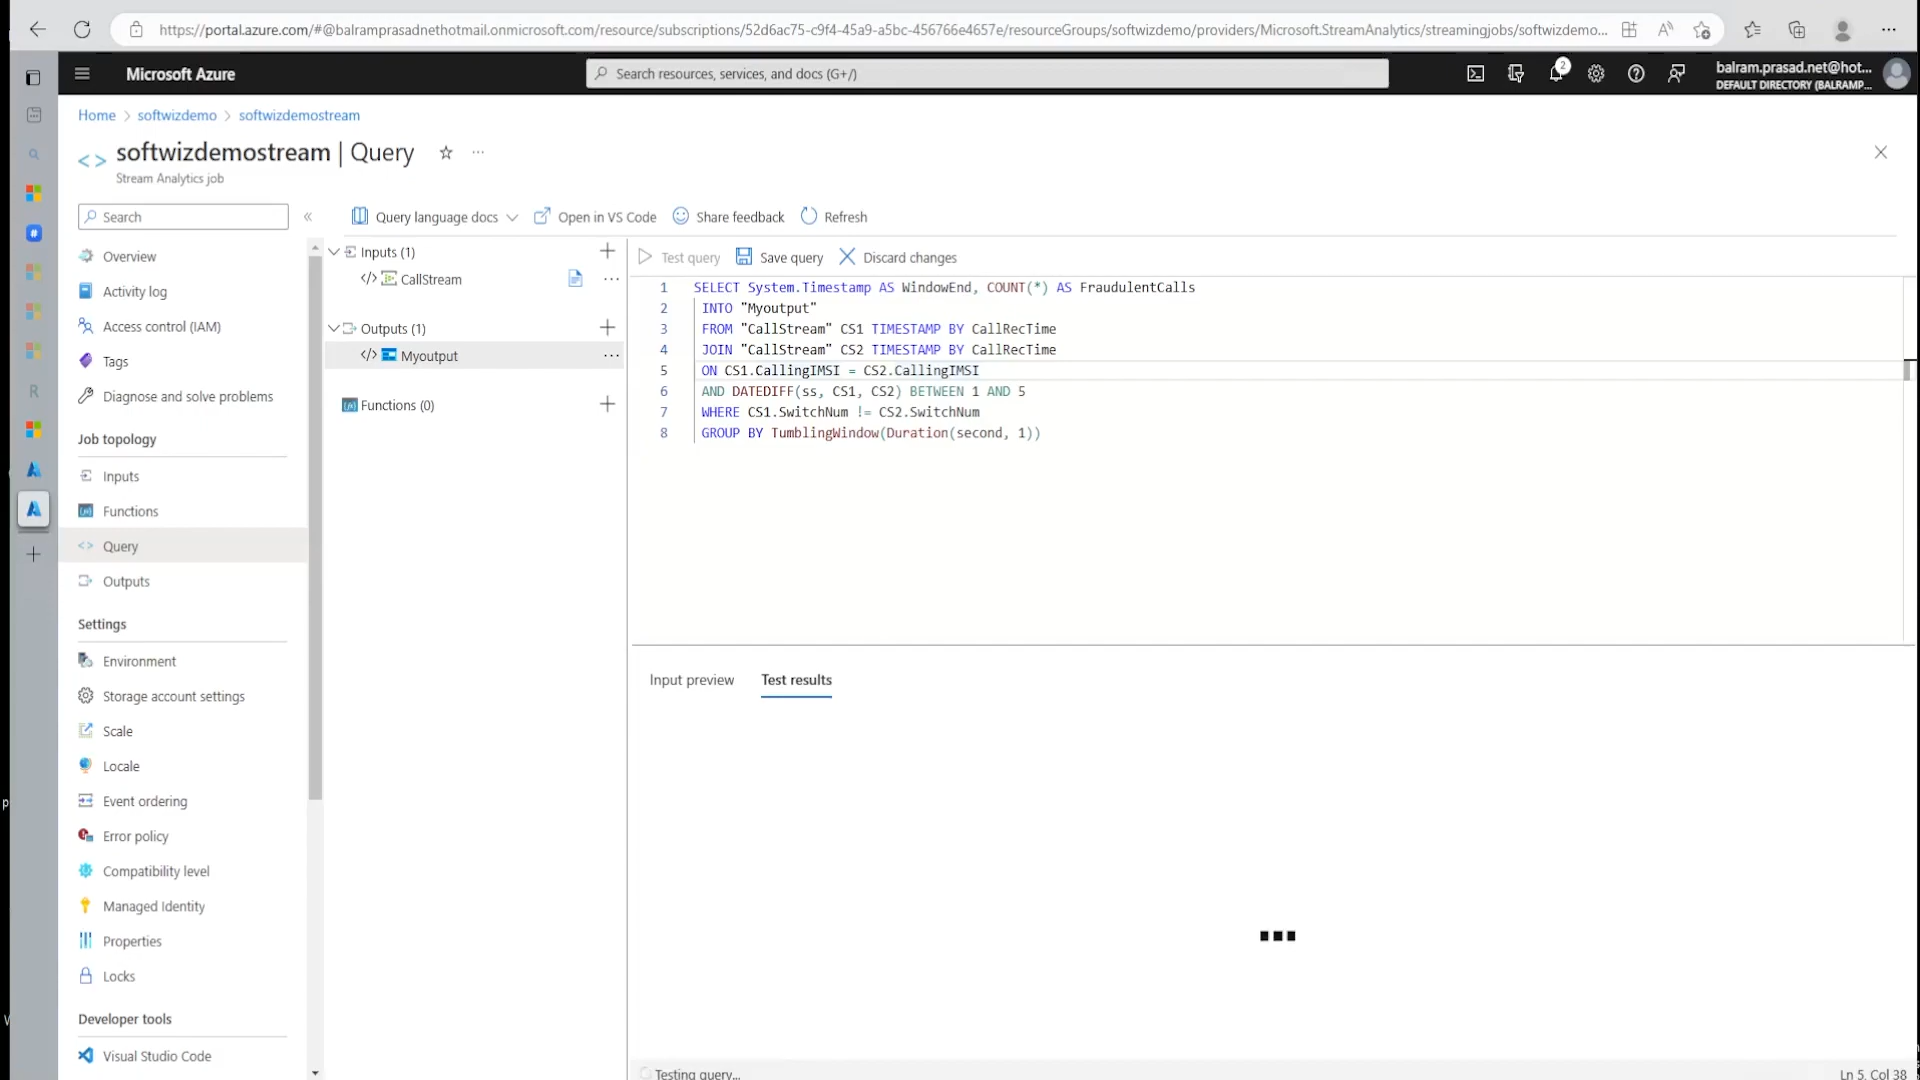 https://portal.azure.com/#@balramprasadnethotmail.onmicrosoft.com/resource/subscriptions/52d6ac75-c9f4-45a9-a5bc-456766e4657e/resourceGroups/softwizdemo/providers/Microsoft.StreamAnalytics/streamingjobs/softwizdemo...
Microsoft Azure
Search resources, services, and docs (G+/)
2
balram.prasad.net@hot...
DEFAULT DIRECTORY (BALRAMP...
Home > softwizdemo > softwizdemostream
softwizdemostream | Query
Stream Analytics job
Search
Query language docs
Open in VS Code
Share feedback
Refresh
Overview
Activity log
Access control (IAM)
Tags
Diagnose and solve problems
Job topology
Inputs
Functions
Query
Outputs
Settings
Environment
Storage account settings
Scale
Locale
Event ordering
Error policy
Compatibility level
Managed Identity
Properties
Locks
Developer tools
Visual Studio Code
Inputs (1)
CallStream
Outputs (1)
Myoutput
Functions (0)
Test query
Save query
Discard changes
1 SELECT System.Timestamp AS WindowEnd, COUNT(*) AS FraudulentCalls
2 INTO "Myoutput"
3 FROM "CallStream" CS1 TIMESTAMP BY CallRecTime
4 JOIN "CallStream" CS2 TIMESTAMP BY CallRecTime
5 ON CS1.CallingIMSI = CS2.CallingIMSI
6 AND DATEDIFF(ss, CS1, CS2) BETWEEN 1 AND 5
7 WHERE CS1.SwitchNum != CS2.SwitchNum
8 GROUP BY TumblingWindow(Duration(second, 1))
Input preview
Test results
Testing query...
Ln 5, Col 38